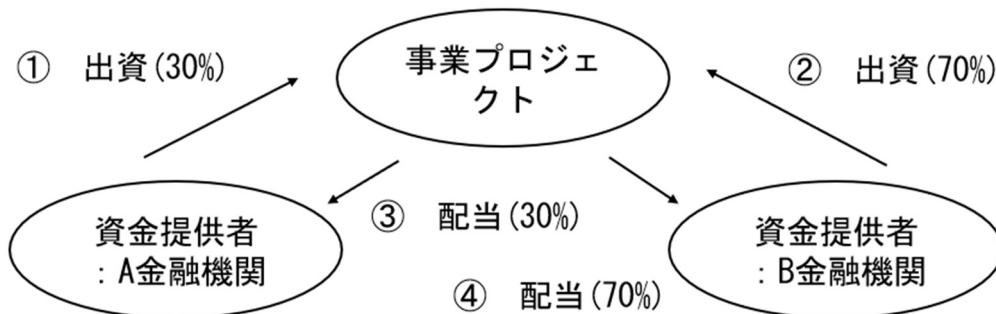 ① 出資(30%)
事業プロジェ
クト
② 出資(70%)
資金提供者
：A金融機関
③ 配当(30%)
資金提供者
：B金融機関
④ 配当(70%)